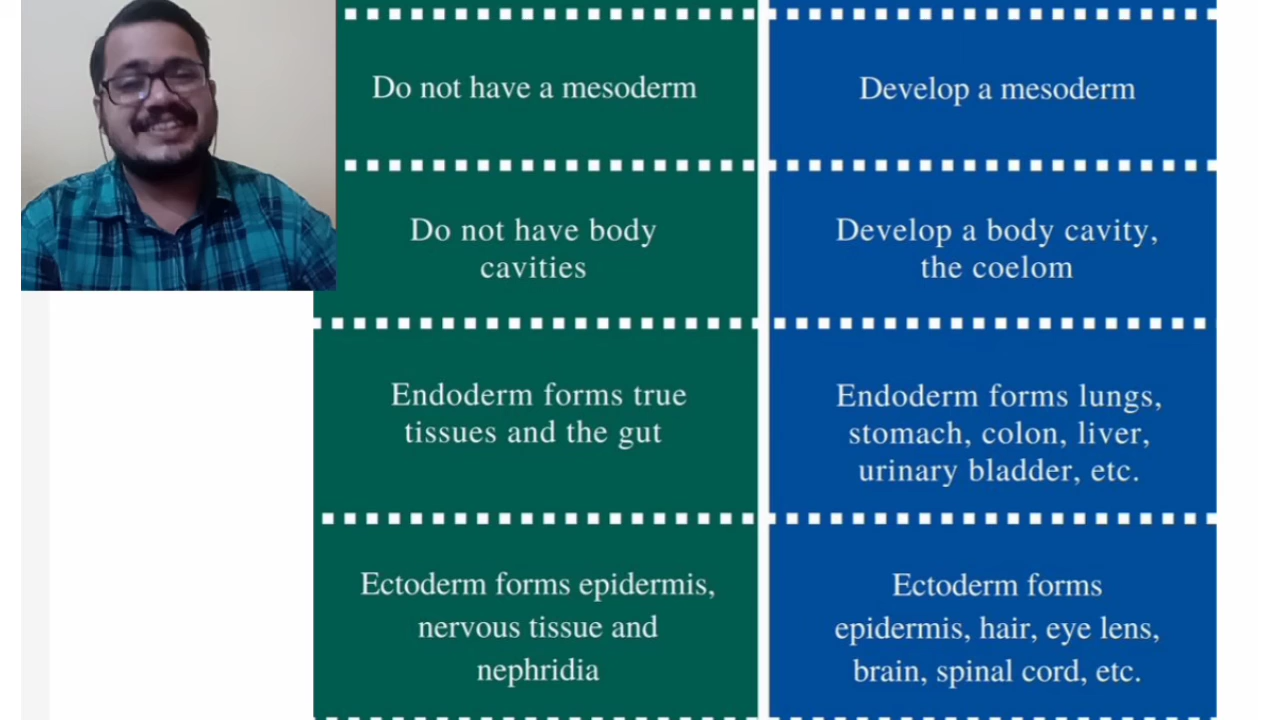 Do not have a mesoderm
Develop a mesoderm
Do not have body
cavities
Develop a body cavity,
the coelom
Endoderm forms true
tissues and the gut
Endoderm forms lungs,
stomach, colon, liver,
urinary bladder, etc.
Ectoderm forms epidermis,
nervous tissue and
nephridia
Ectoderm forms
epidermis, hair, eye lens,
brain, spinal cord, etc.